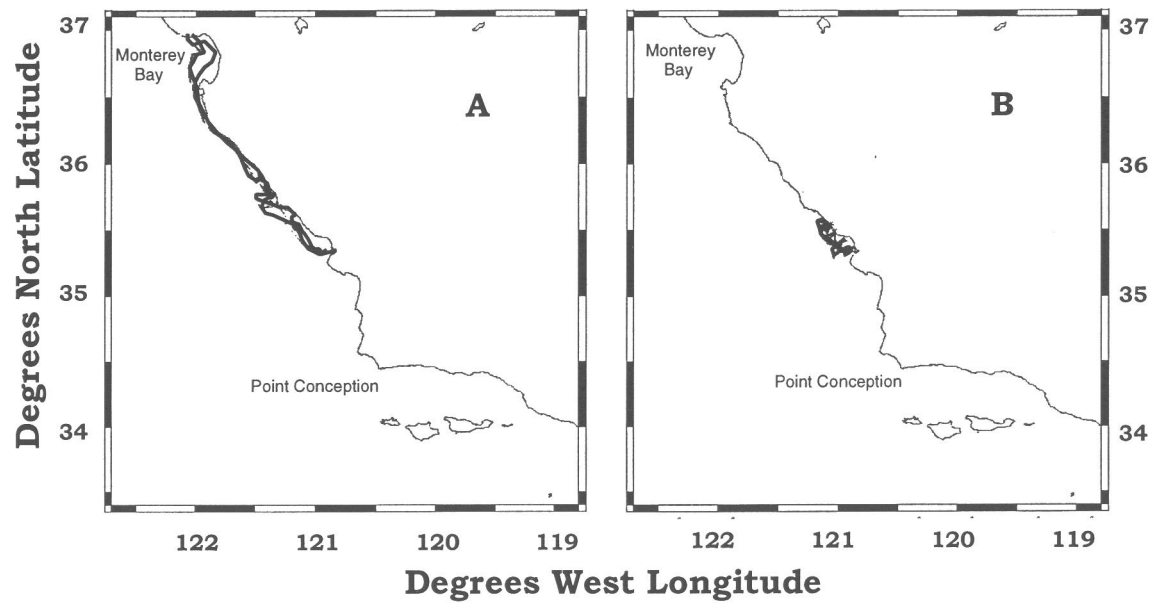 37
36
35
34
Degrees North Latitude
Monterey
Bay
A
Point Conception
122
121
120
119
Monterey
Bay
B
Point Conception
37
36
35
34
122
121
120
119
Degrees West Longitude